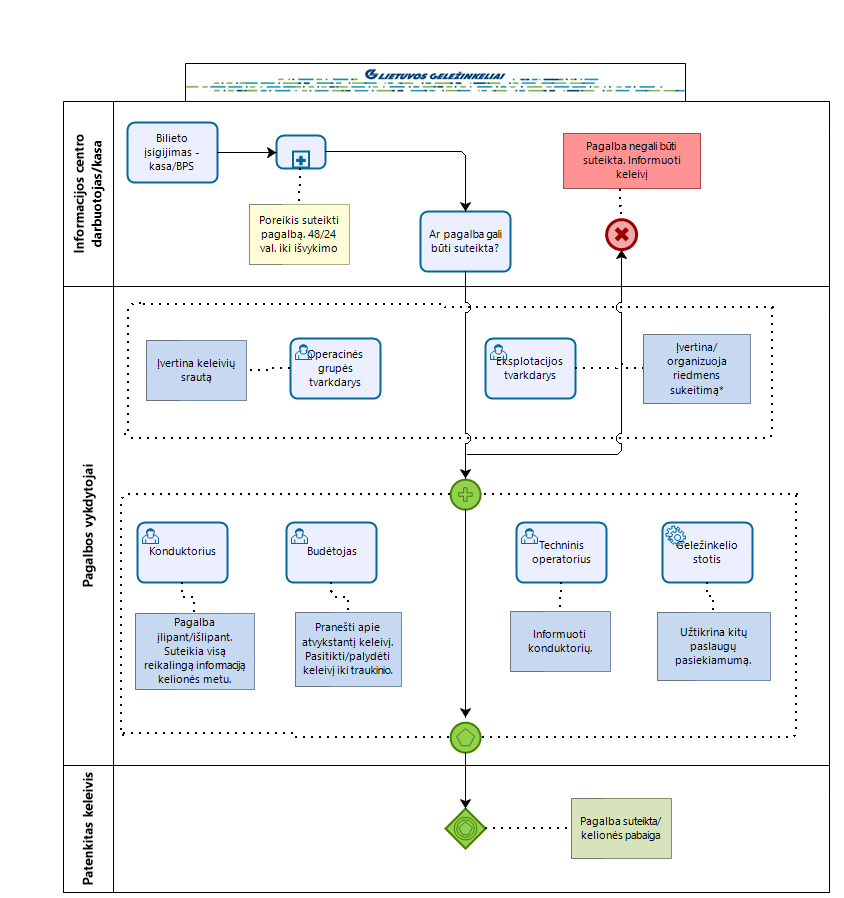 LIETUVOS GELEŽINKELIAI
Informacijos centro
darbuotojas/kasa
Bilieto
įsigijimas -
kasa/BPS
Poreikis suteikti
pagalbą. 48/24
val. iki išvykimo
Ar pagalba gali
būti suteikta?
Pagalba negali būti
suteikta. Informuoti
keleivį
Pagalbos vykdytojai
Įvertina keleivių
srautą
Operacinės
grupės
tvarkdarys
Eksplotacijos
tvarkdarys
Įvertina/
organizuoja
riedmens
sukeitimą*
Konduktorius
Budėtojas
Techninis
operatorius
Geležinkelio
stotis
Pagalba
įlipant/išlipant.
Suteikia visą
reikalingą informaciją
kelionės metu.
Pranešti apie
atvykstantį keleivį.
Pasitikti/palydėti
keleivį iki traukinio.
Informuoti
konduktorių.
Užtikrina kitų
paslaugų
pasiekiamumą.
Patenkitas keleivis
Pagalba suteikta/
kelionės pabaiga